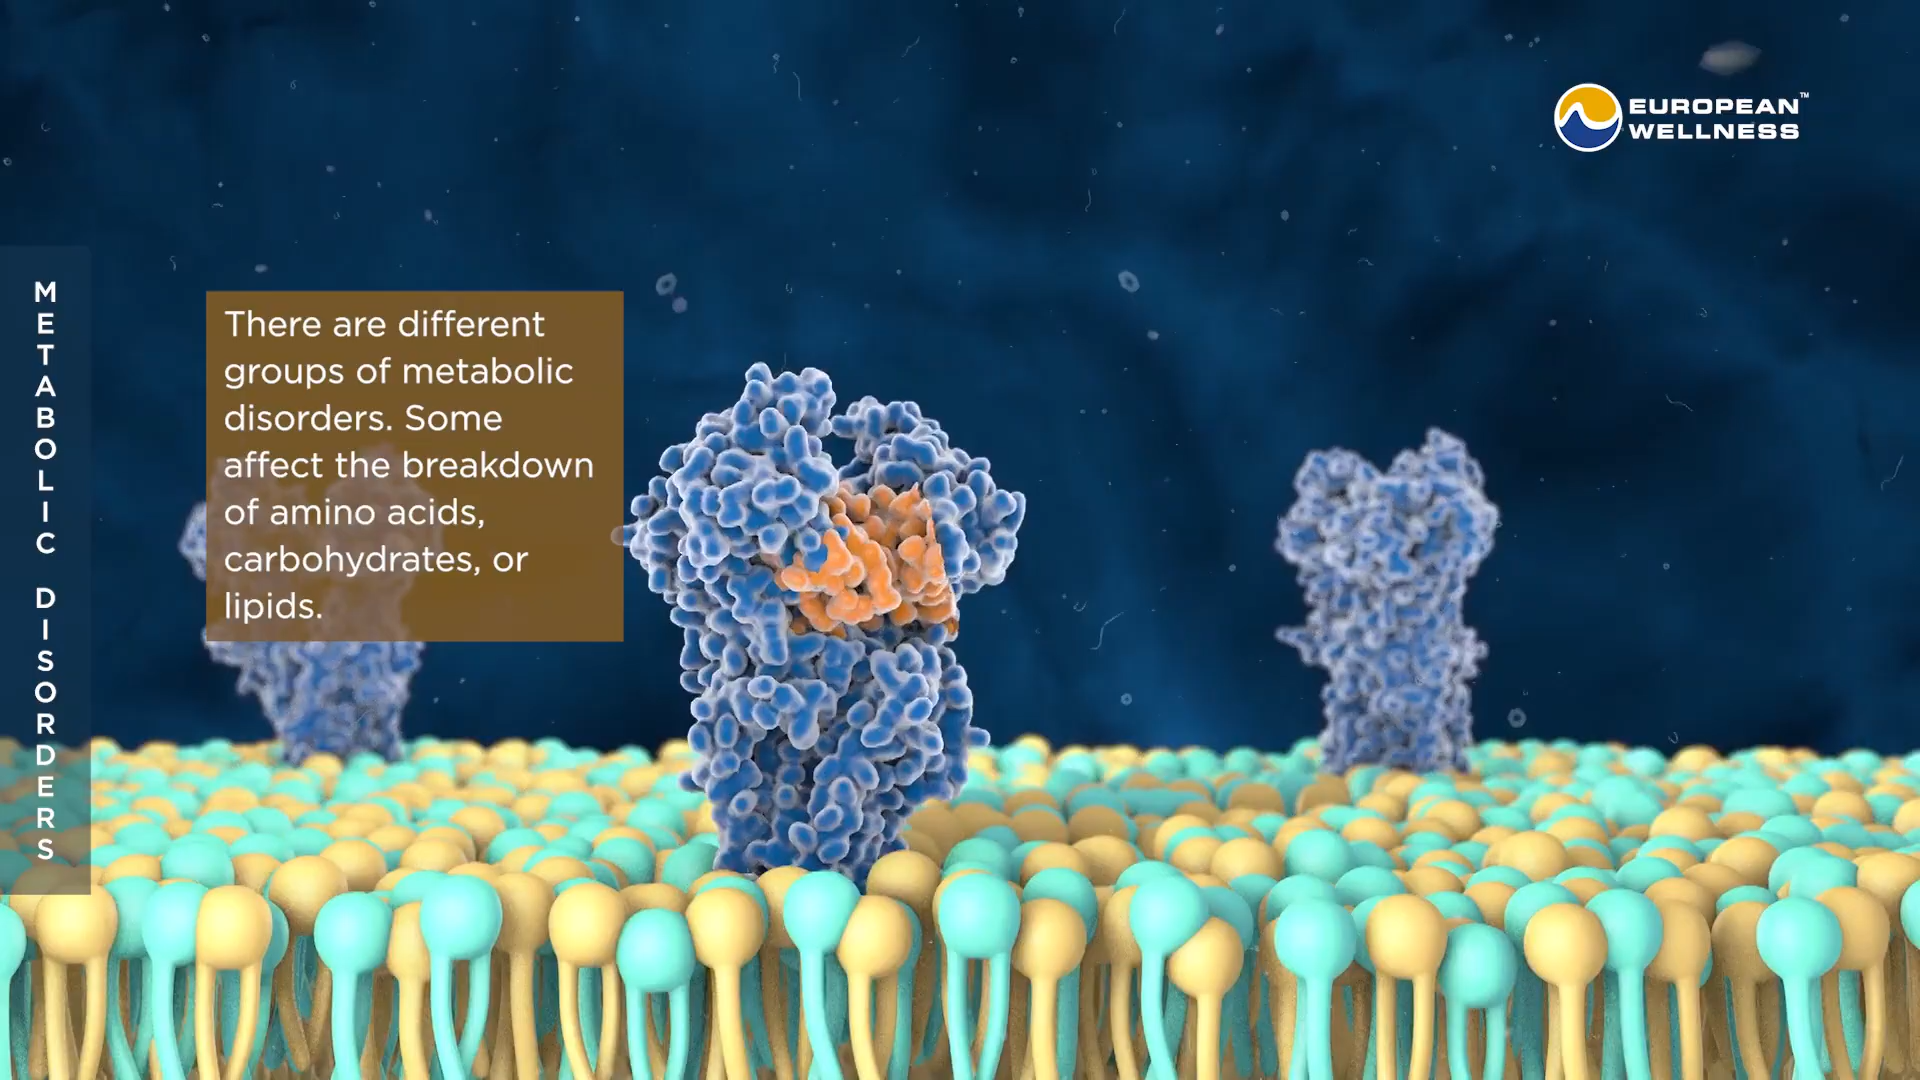 EUROPEAN™
WELLNESS
METABOLIC DISORDERS
There are different
groups of metabolic
disorders. Some
affect the breakdown
of amino acids,
carbohydrates, or
lipids.